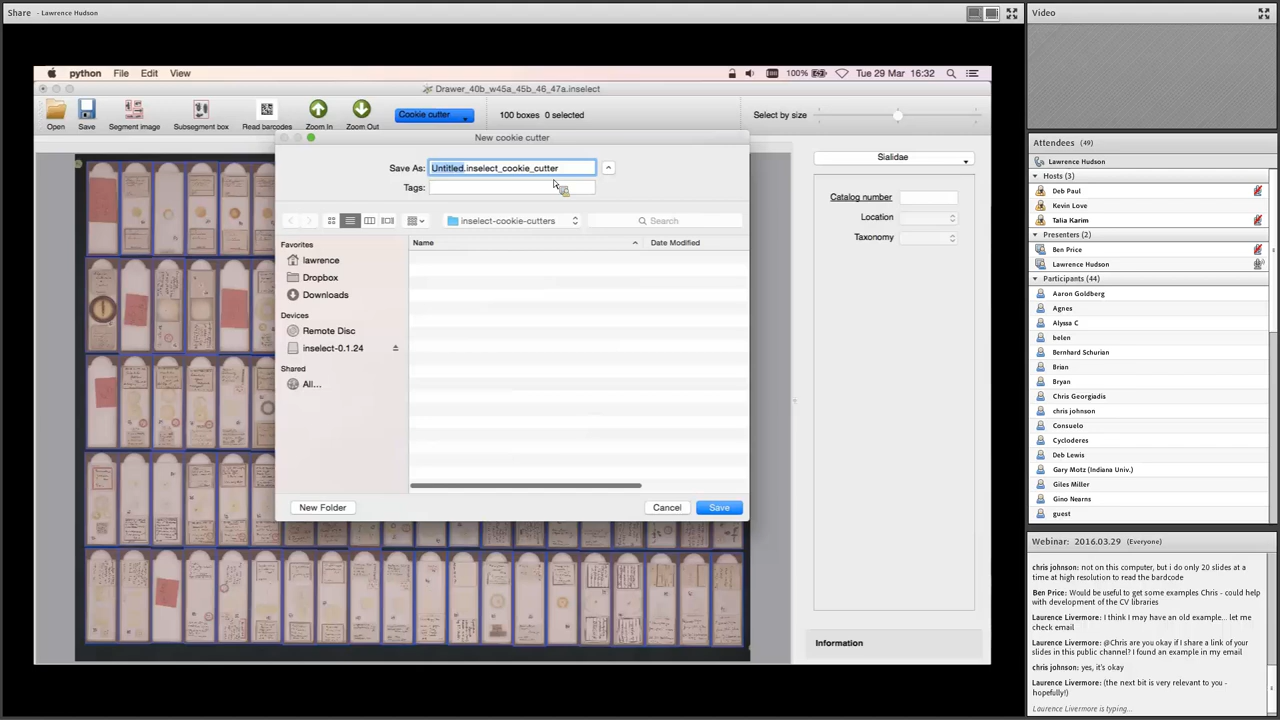 Share - Lawrence Hudson
python File Edit View
100% Tue 29 Mar 16:32
Drawer_40b_w45a_45b_46_47a.inselect
Open Save Segment image Subsegment box Read barcodes Zoom In Zoom Out
Cookie cutter
100 boxes 0 selected
Select by size
New cookie cutter
Save As: Untitled.inselect_cookie_cutter
Tags:
inselect-cookie-cutters
Search
Favorites
lawrence
Dropbox
Downloads
Devices
Remote Disc
inselect-0.1.24
Shared
All...
Name Date Modified
New Folder Cancel Save
Sialidae
Catalog number
Location
Taxonomy
Information
Video
Attendees (49)
Lawrence Hudson
Hosts (3)
Deb Paul
Kevin Love
Talia Karim
Presenters (2)
Ben Price
Lawrence Hudson
Participants (44)
Aaron Goldberg
Agnes
Alyssa C
belen
Bernhard Schurian
Brian
Bryan
Chris Georgiadis
chris johnson
Consuelo
Cycloderes
Deb Lewis
Gary Motz (Indiana Univ.)
Giles Miller
Gino Nearns
guest
Webinar: 2016.03.29 (Everyone)
chris johnson: not on this computer, but i do only 20 slides at a
time at high resolution to read the bardcode
Ben Price: Would be useful to get some examples Chris - could help
with development of the CV libraries
Laurence Livermore: I think I may have an old example... let me
check email
Laurence Livermore: @Chris are you okay if I share a link of your
slides in this public channel? I found an example in my email
chris johnson: yes, it's okay
Laurence Livermore: (the next bit is very relevant to you -
hopefully!)
Laurence Livermore is typing...